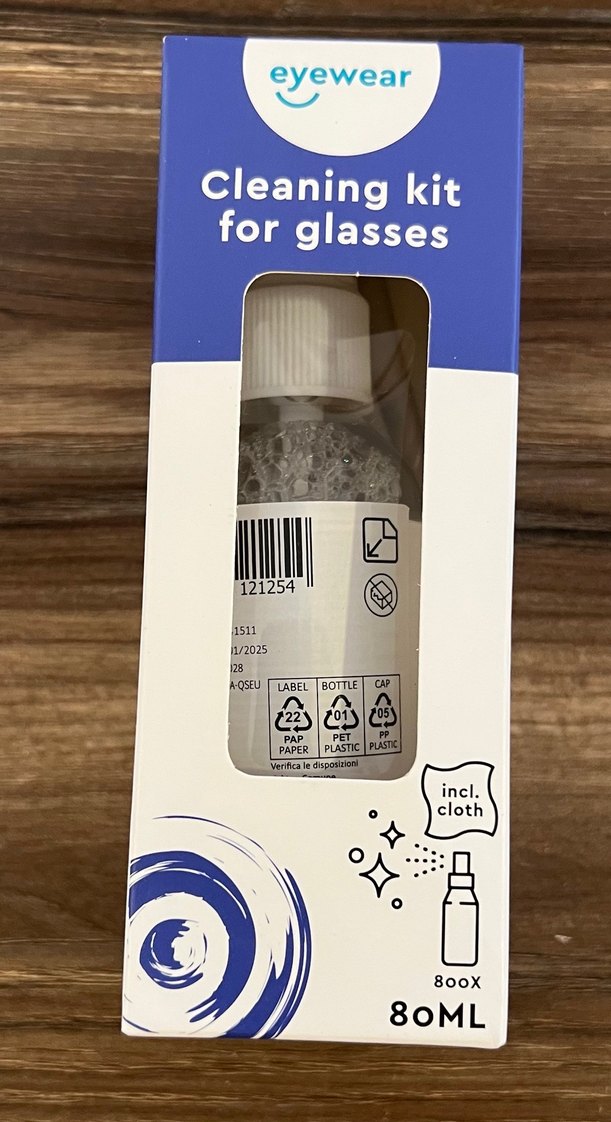 eyewear
Cleaning kit
for glasses
121254
1511
01/2025
028
A-QSEU
LABEL BOTTLE CAP
22 01 05
PAP PET PP
PAPER PLASTIC PLASTIC
Verifica le disposizioni
incl.
cloth
800X
80ML